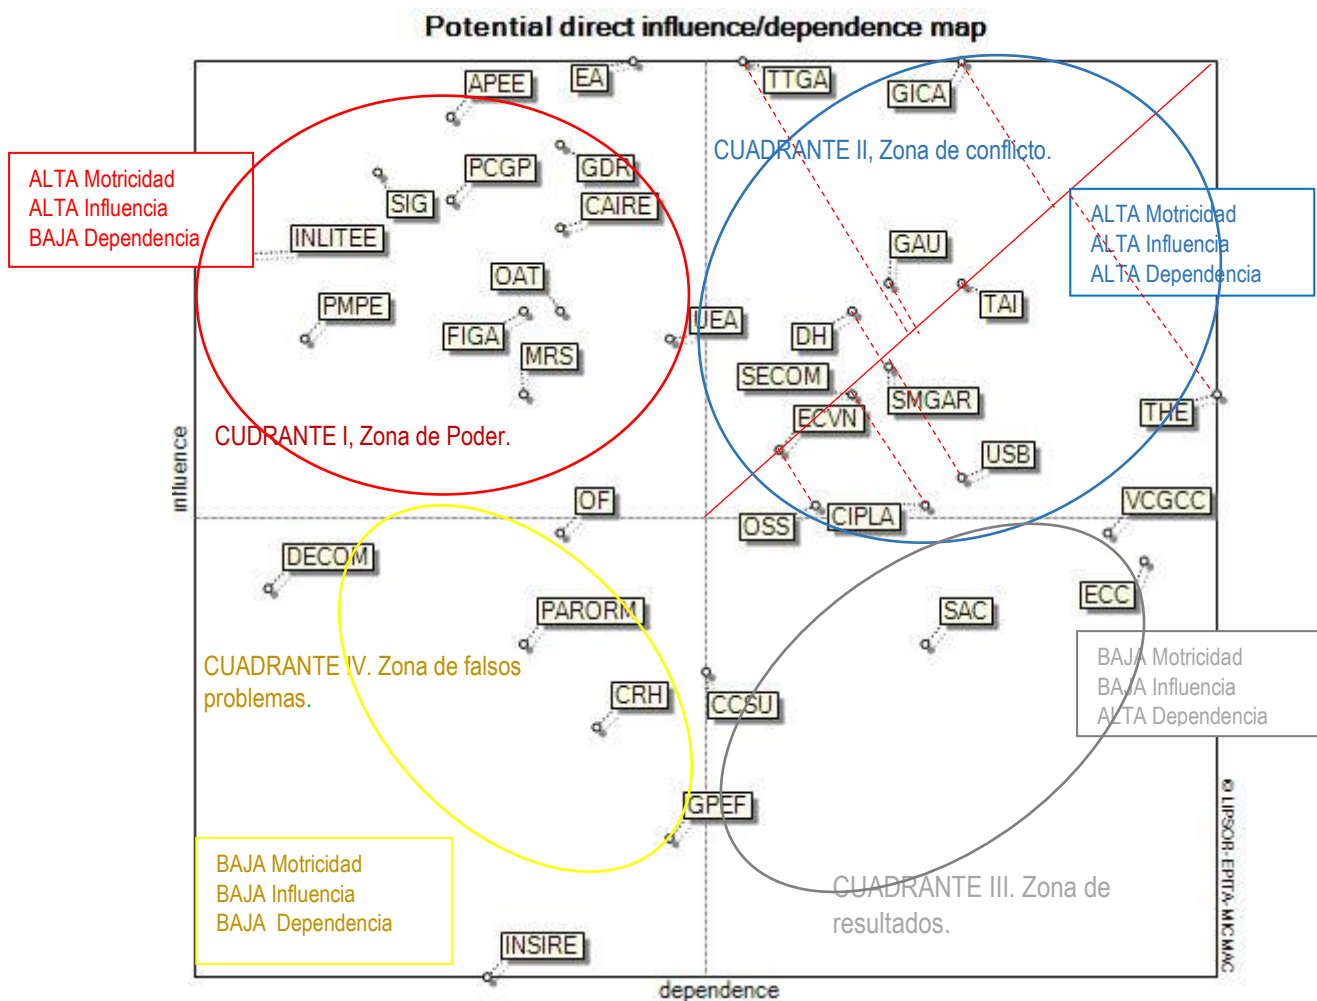 Potential direct influence/dependence map
EA
TTGA
APEE
GICA
CUADRANTE II, Zona de conflicto.
PCGP
GDR
ALTA Motricidad
ALTA Influencia
BAJA Dependencia
SIG
CAIRE
ALTA Motricidad
ALTA Influencia
ALTA Dependencia
INLITEE
GAU
OAT
PMPE
TAI
FIGA
UEA
DH
MRS
SECOM
SMGAR
THE
ECVN
CUDRANTE I, Zona de Poder.
influence
USB
OF
VCGCC
OSS
CIPLA
DECOM
ECC
PARORM
SAC
CUADRANTE IV. Zona de falsos
problemas.
BAJA Motricidad
BAJA Influencia
ALTA Dependencia
CRH
CCSU
GPEF
© LIPSOR-EPITA-MICMAC
BAJA Motricidad
BAJA Influencia
BAJA  Dependencia
CUADRANTE III. Zona de
resultados.
INSIRE
dependence